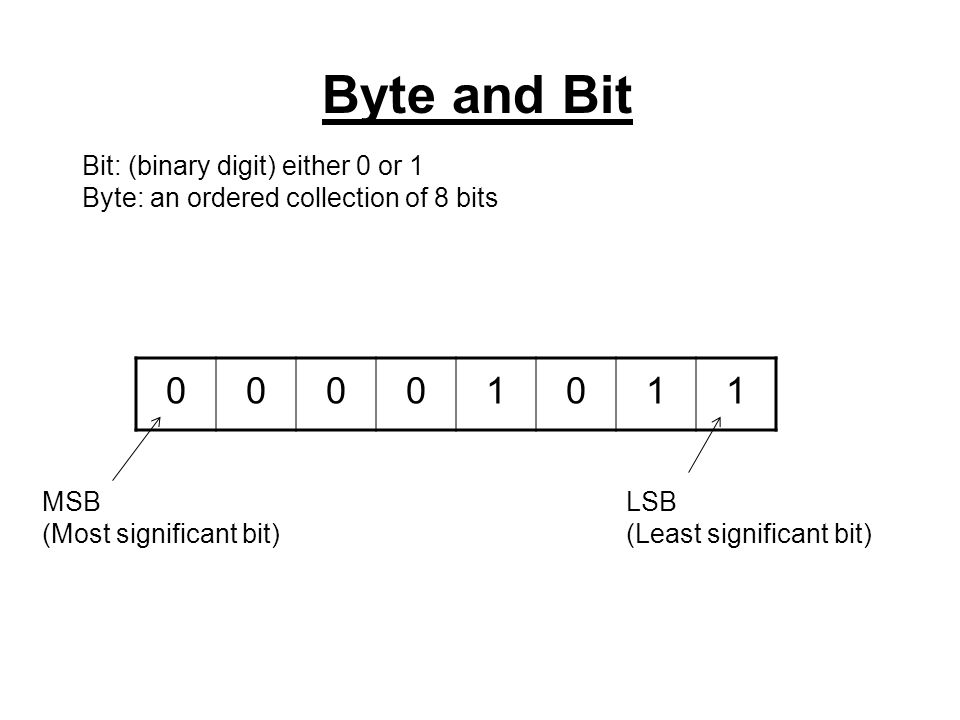 Byte and Bit
Bit: (binary digit) either 0 or 1
Byte: an ordered collection of 8 bits
0 0 0 0 1 0 1 1
MSB
(Most significant bit)
LSB
(Least significant bit)